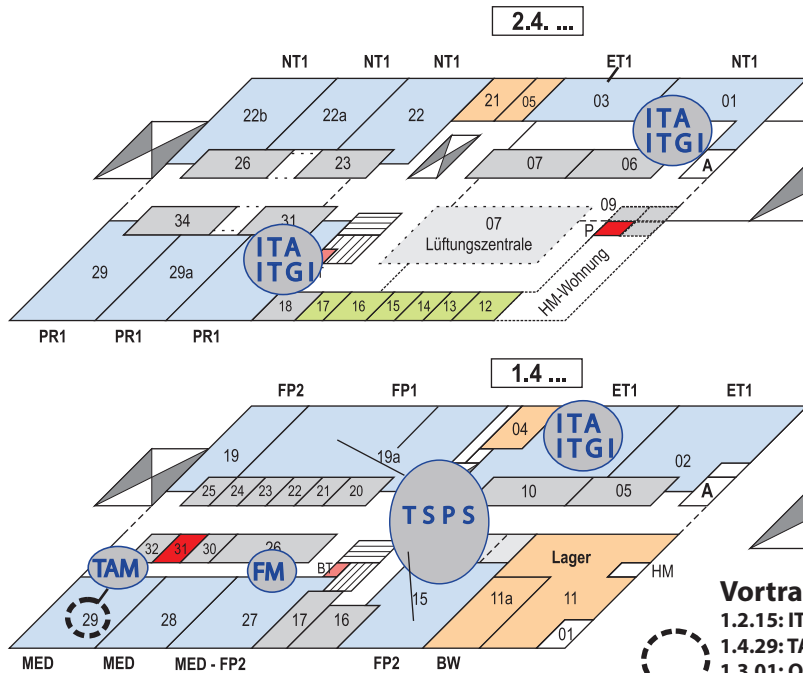 2.4. ...
NT1 NT1 NT1 ET1 NT1
22b 22a 22 21 05 03 01
ITA
ITGI
26 23 07 06 A
34 31 07 09
Lüftungszentrale
P
ITA
ITGI
29 29a
HM-Wohnung
18 17 16 15 14 13 12
PR1 PR1 PR1
1.4 ...
FP2 FP1 ET1 ET1
04
ITA
ITGI
19 19a 02
25 24 23 22 21 20 10 05 A
TSPS
32 31 30 26
TAM FM BT
Lager
HM
29 28 27 17 16 15 11a 11 01
MED MED MED - FP2 FP2 BW
Vortra
1.2.15: IT
1.4.29: TA
1.3.01: O